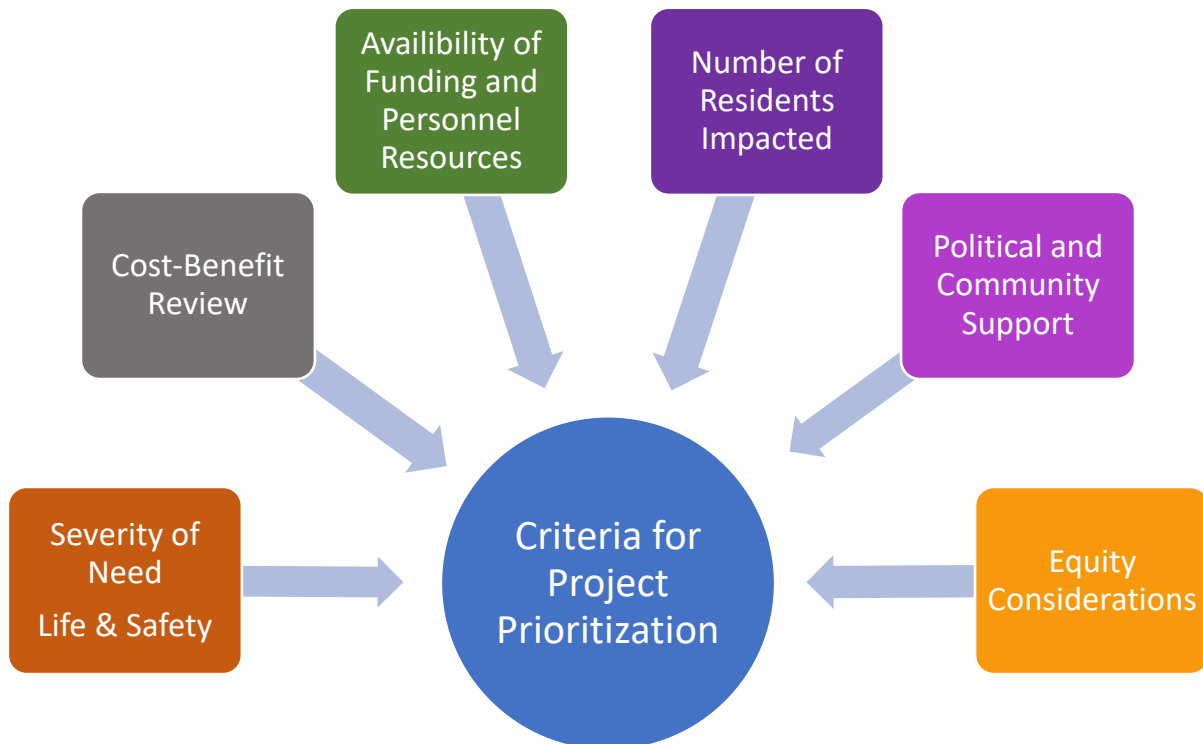 Availibility of
Funding and
Personnel
Resources
Number of
Residents
Impacted
Cost-Benefit
Review
Political and
Community
Support
Severity of
Need
Life & Safety
Criteria for
Project
Prioritization
Equity
Considerations